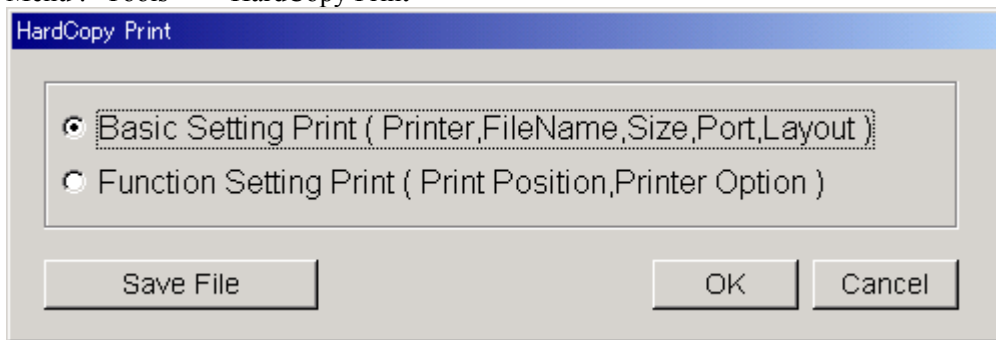 HardCopy Print
Basic Setting Print ( Printer,FileName,Size,Port,Layout )
Function Setting Print ( Print Position,Printer Option )
Save File OK Cancel